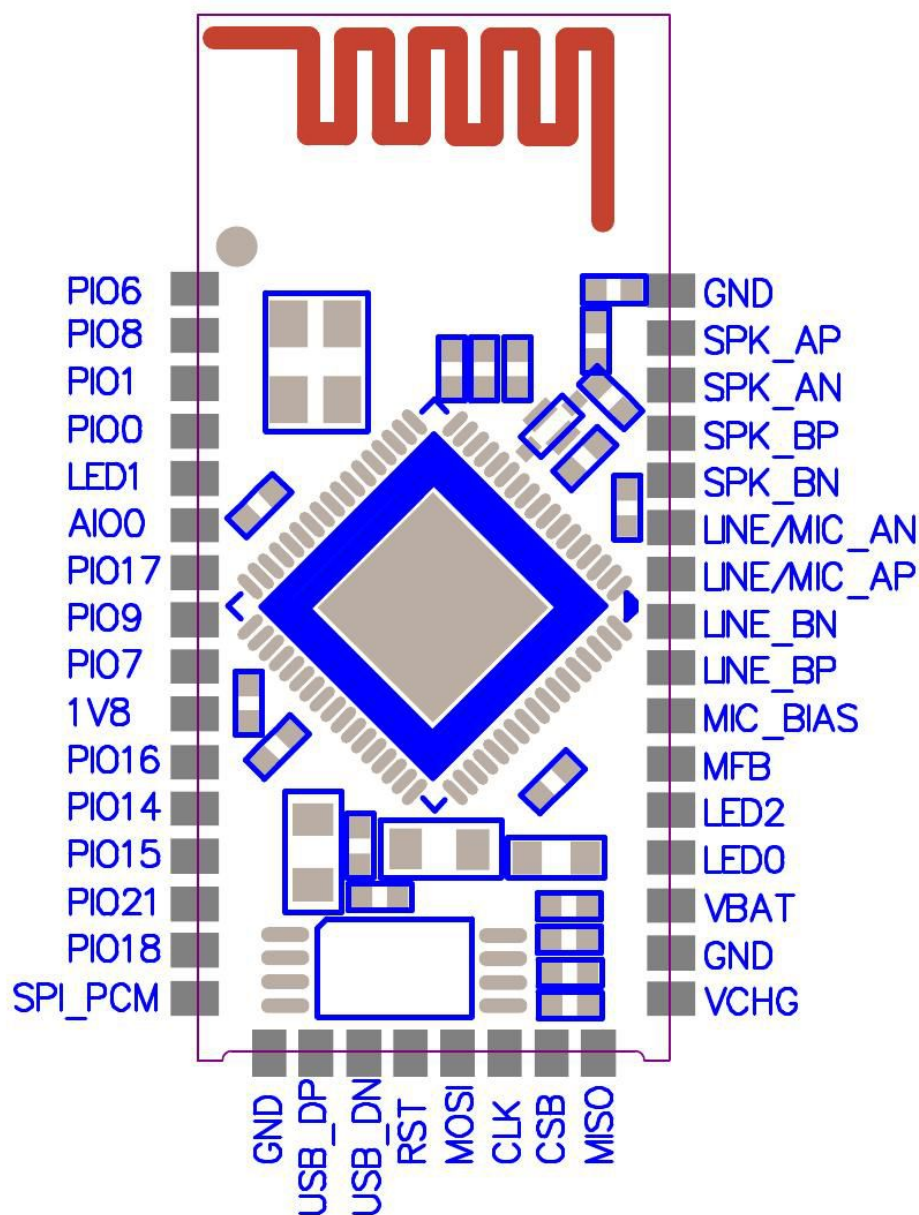 PIO6
PIO8
PIO1
PIO0
LED1
AIO0
PIO17
PIO9
PIO7
1V8
PIO16
PIO14
PIO15
PIO21
PIO18
SPI_PCM
GND
USB_DP
USB_DN
RST
MOSI
CLK
CSB
MISO
GND
SPK_AP
SPK_AN
SPK_BP
SPK_BN
LINE/MIC_AN
LINE/MIC_AP
LINE_BN
LINE_BP
MIC_BIAS
MFB
LED2
LED0
VBAT
GND
VCHG